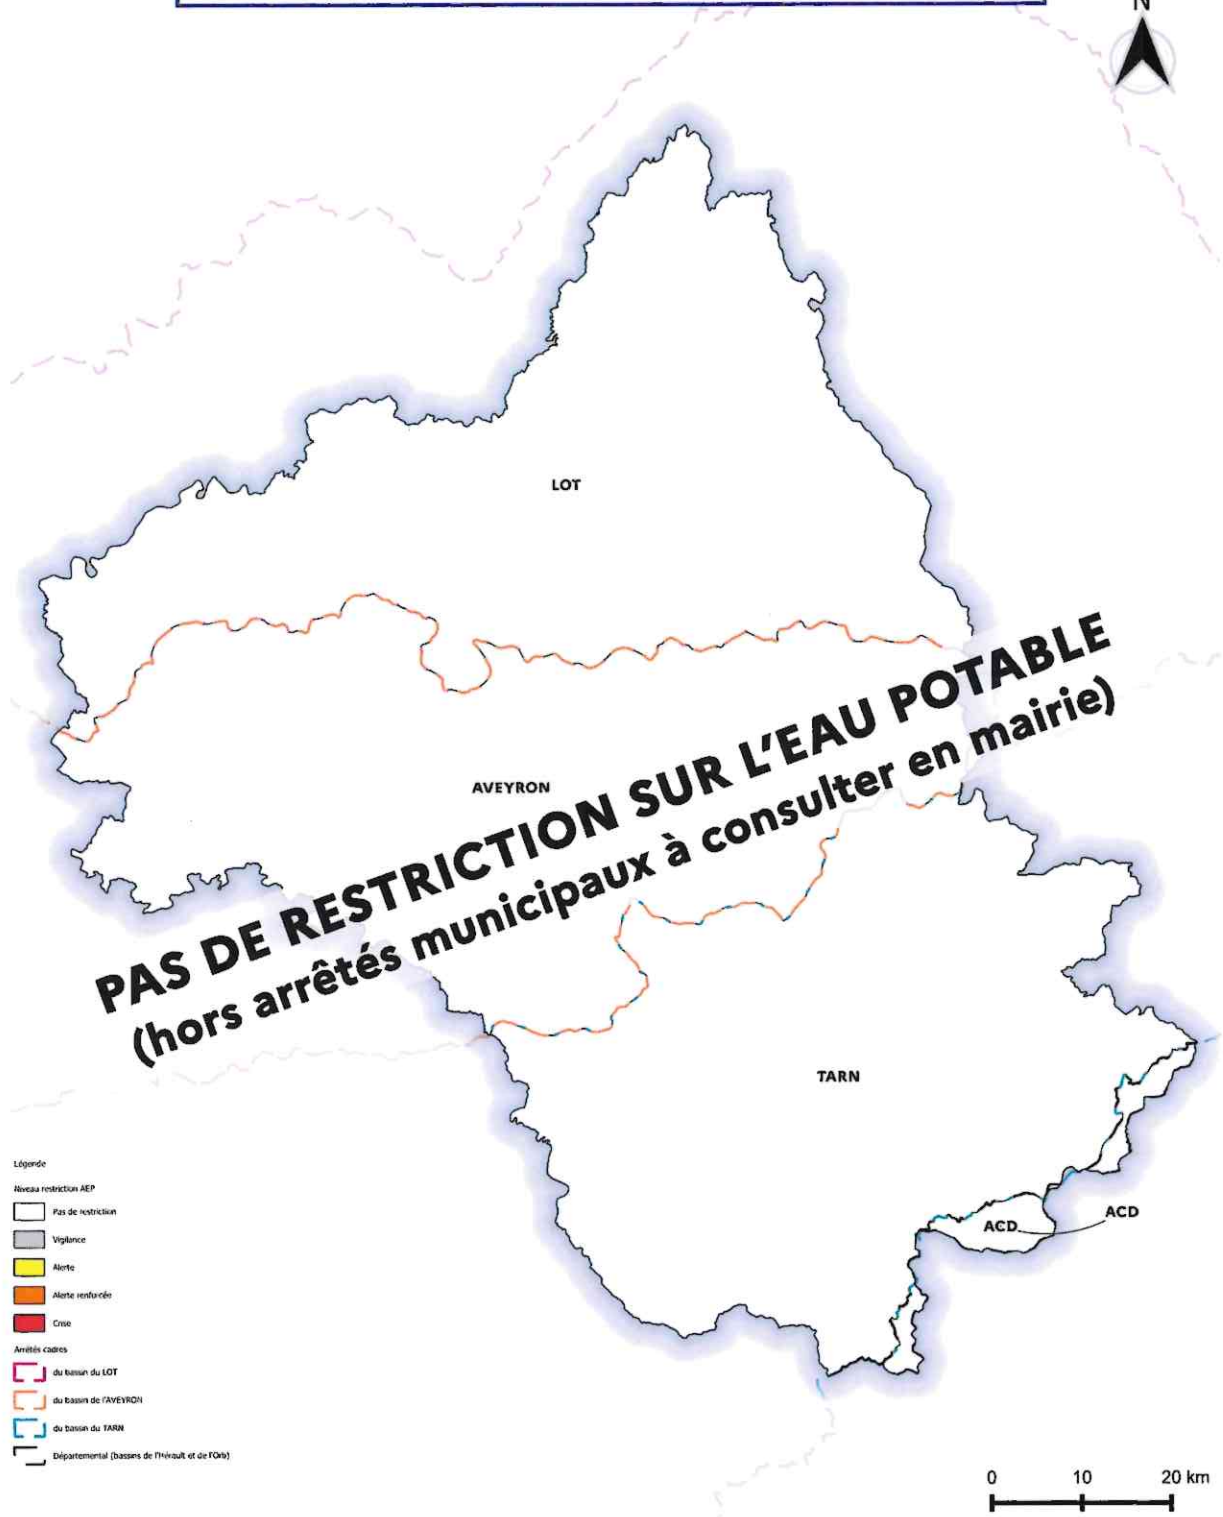 N
LOT
PAS DE RESTRICTION SUR L'EAU POTABLE
(hors arrêtés municipaux à consulter en mairie)
AVEYRON
TARN
ACD
ACD
Légende
Niveau restriction AEP
Pas de restriction
Vigilance
Alerte
Alerte renforcée
Crise
Arrêtés cadres
du bassin du LOT
du bassin de l'AVEYRON
du bassin du TARN
Départemental (bassins de l'Hérault et de l'Orb)
0 10 20 km